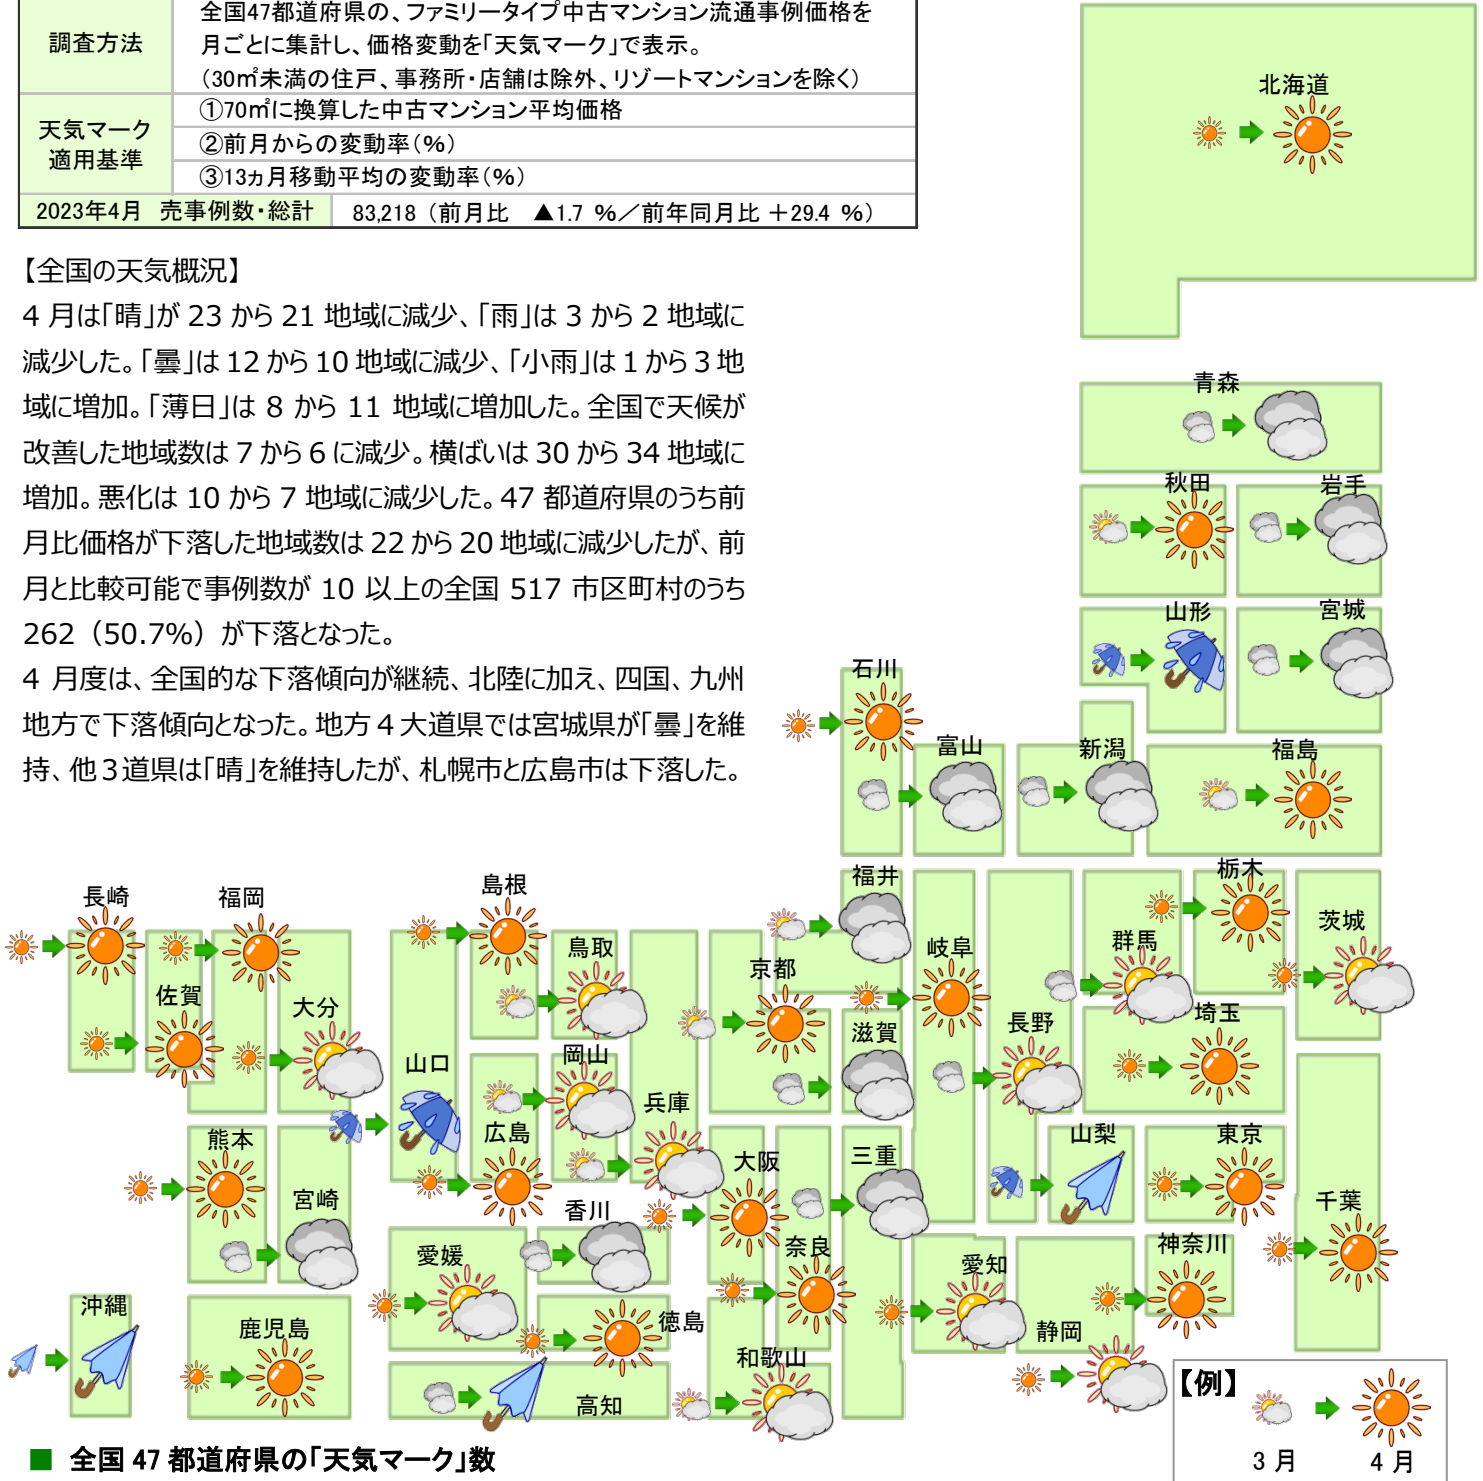 全国47都道府県の、ファミリータイプ中古マンション流通事例価格を
調査方法
月ごとに集計し、価格変動を「天気マーク」で表示。
（30㎡未満の住戸、事務所・店舗は除外、リゾートマンションを除く）
天気マーク
適用基準
①70㎡に換算した中古マンション平均価格
②前月からの変動率（%）
③13ヵ月移動平均の変動率（%）
2023年4月 売事例数・総計 83,218（前月比 ▲1.7 %／前年同月比 ＋29.4 %）
【全国の天気概況】
4 月は「晴」が 23 から 21 地域に減少、「雨」は 3 から 2 地域に
減少した。「曇」は 12 から 10 地域に減少、「小雨」は 1 から 3 地
域に増加。「薄日」は 8 から 11 地域に増加した。全国で天候が
改善した地域数は 7 から 6 に減少。横ばいは 30 から 34 地域に
増加。悪化は 10 から 7 地域に減少した。47 都道府県のうち前
月比価格が下落した地域数は 22 から 20 地域に減少したが、前
月と比較可能で事例数が 10 以上の全国 517 市区町村のうち
262（50.7%）が下落となった。
4 月度は、全国的な下落傾向が継続、北陸に加え、四国、九州
地方で下落傾向となった。地方 4 大道県では宮城県が「曇」を維
持、他 3 道県は「晴」を維持したが、札幌市と広島市は下落した。
北海道
青森
秋田
岩手
山形
宮城
石川
富山
新潟
福島
福井
栃木
長崎
福岡
島根
鳥取
京都
岐阜
群馬
茨城
佐賀
大分
山口
岡山
滋賀
長野
埼玉
兵庫
熊本
広島
大阪
三重
山梨
東京
宮崎
香川
千葉
愛媛
奈良
愛知
神奈川
沖縄
鹿児島
徳島
静岡
和歌山
高知
【例】
3 月
4 月
■ 全国 47 都道府県の「天気マーク」数